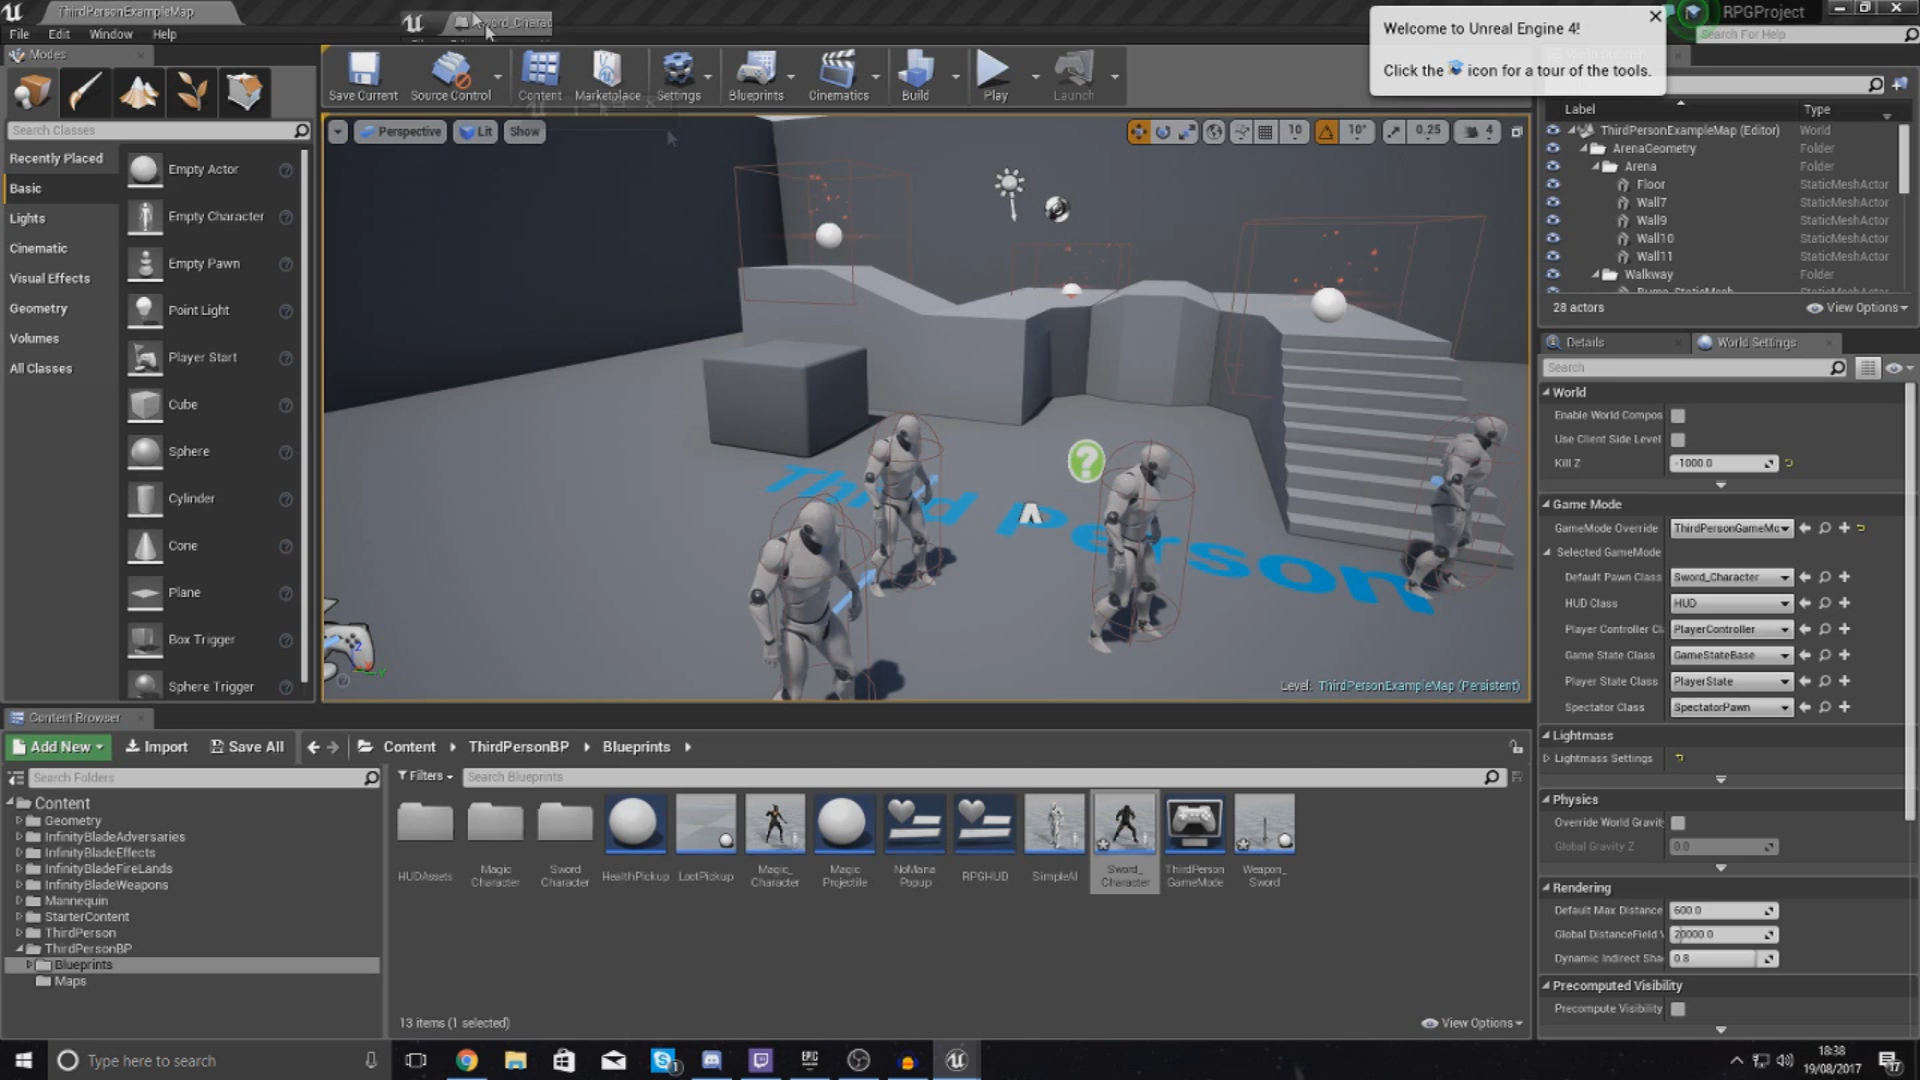 ThirdPersonExampleMap
Sword_Charac
Welcome to Unreal Engine 4!
Click the icon for a tour of the tools.
RPGProject
File Edit Window Help
Search For Help
Modes
Save Current
Source Control
Content
Marketplace
Settings
Blueprints
Cinematics
Build
Play
Launch
Search Classes
Recently Placed
Basic
Lights
Cinematic
Visual Effects
Geometry
Volumes
All Classes
Empty Actor
Empty Character
Empty Pawn
Point Light
Player Start
Cube
Sphere
Cylinder
Cone
Plane
Box Trigger
Sphere Trigger
Perspective
Lit
Show
10
10°
0.25
4
Third Person
Level: ThirdPersonExampleMap (Persistent)
Label Type
ThirdPersonExampleMap (Editor) World
ArenaGeometry Folder
Arena Folder
Floor StaticMeshActor
Wall7 StaticMeshActor
Wall9 StaticMeshActor
Wall10 StaticMeshActor
Wall11 StaticMeshActor
Walkway Folder
28 actors
View Options
Details
World Settings
Search
World
Enable World Compos
Use Client Side Level
Kill Z -1000.0
Game Mode
GameMode Override ThirdPersonGameMo
Selected GameMode
Default Pawn Class Sword_Character
HUD Class HUD
Player Controller Cl PlayerController
Game State Class GameStateBase
Player State Class PlayerState
Spectator Class SpectatorPawn
Lightmass
Lightmass Settings
Physics
Override World Gravit
Global Gravity Z 0.0
Rendering
Default Max Distance 600.0
Global DistanceField V 20000.0
Dynamic Indirect Sha 0.8
Precomputed Visibility
Precompute Visibility
Content Browser
Add New
Import
Save All
Content
ThirdPersonBP
Blueprints
Search Folders
Filters
Search Blueprints
Content
Geometry
InfinityBladeAdversaries
InfinityBladeEffects
InfinityBladeFireLands
InfinityBladeWeapons
Mannequin
StarterContent
ThirdPerson
ThirdPersonBP
Blueprints
Maps
HUDAssets
Magic
Character
Sword
Character
HealthPickup
LootPickup
Magic_
Character
Magic
Projectile
NoMana
Popup
RPGHUD
SimpleAI
Sword_
Character
ThirdPerson
GameMode
Weapon_
Sword
13 items (1 selected)
View Options
Type here to search
EPIC
1
18:38
19/08/2017
17